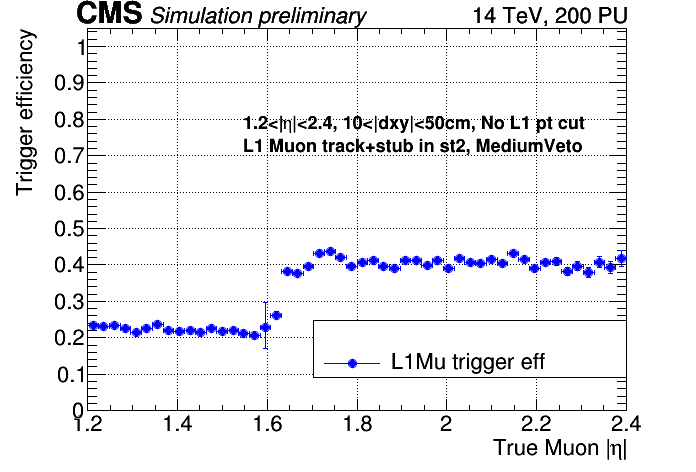 CMS Simulation preliminary 14 TeV, 200 PU
Trigger efficiency
1
0.9
0.8
0.7
0.6
0.5
0.4
0.3
0.2
0.1
0
1.2<|η|<2.4, 10<|dxy|<50cm, No L1 pt cut
L1 Muon track+stub in st2, MediumVeto
L1Mu trigger eff
1.2 1.4 1.6 1.8 2 2.2 2.4
True Muon |η|